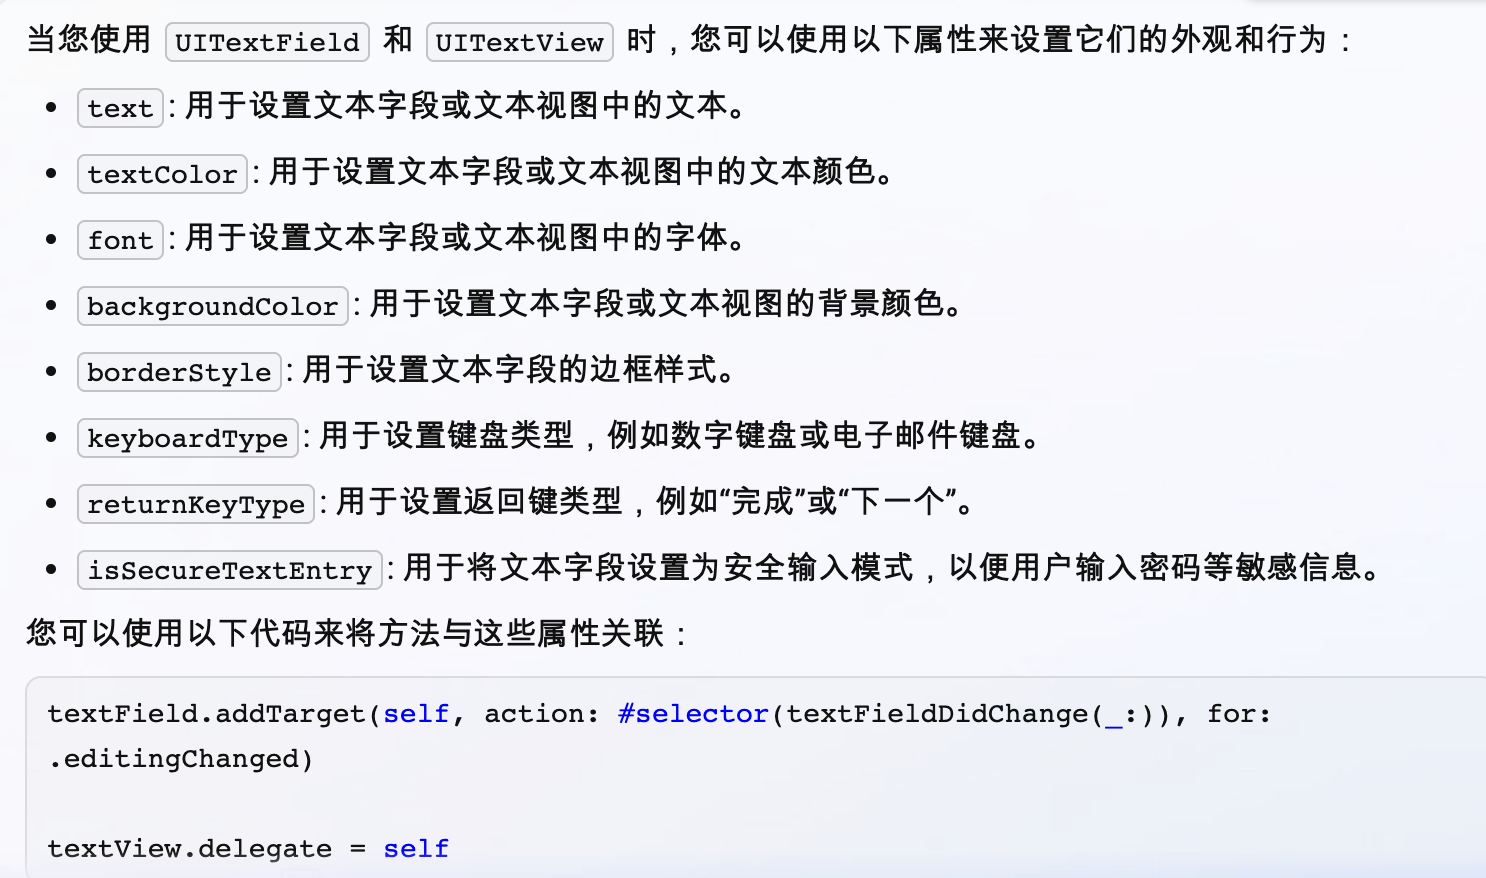 当您使用 UITextField 和 UITextView 时，您可以使用以下属性来设置它们的外观和行为：
• text: 用于设置文本字段或文本视图中的文本。
• textColor: 用于设置文本字段或文本视图中的文本颜色。
• font: 用于设置文本字段或文本视图中的字体。
• backgroundColor: 用于设置文本字段或文本视图的背景颜色。
• borderStyle: 用于设置文本字段的边框样式。
• keyboardType: 用于设置键盘类型，例如数字键盘或电子邮件键盘。
• returnKeyType: 用于设置返回键类型，例如“完成”或“下一个”。
• isSecureTextEntry: 用于将文本字段设置为安全输入模式，以便用户输入密码等敏感信息。
您可以使用以下代码来将方法与这些属性关联：
textField.addTarget(self, action: #selector(textFieldDidChange(_:)), for:
.editingChanged)
textView.delegate = self